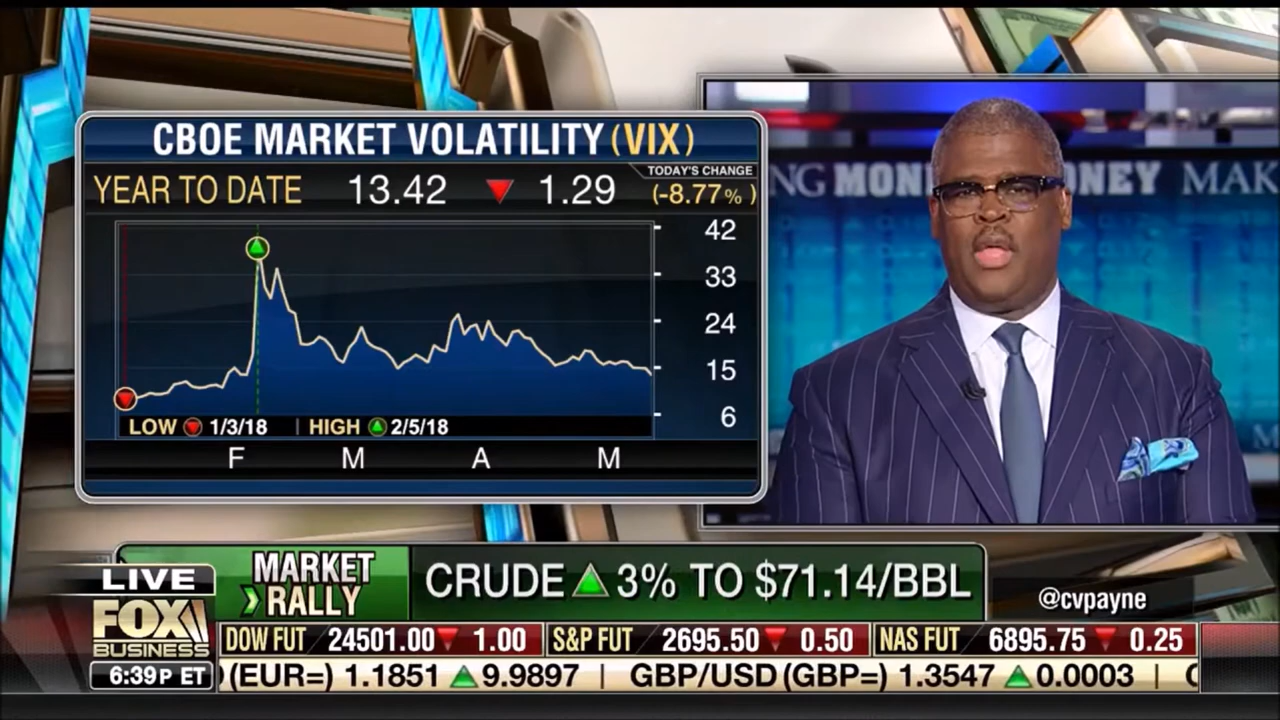 CBOE MARKET VOLATILITY (VIX)
TODAY'S CHANGE
YEAR TO DATE 13.42 ▼ 1.29 (-8.77%)
42
33
24
15
6
LOW ▼ 1/3/18 | HIGH ▲ 2/5/18
F M A M
NG MONEY MAK
MARKET
RALLY
CRUDE ▲ 3% TO $71.14/BBL
@cvpayne
LIVE
FOX
BUSINESS
6:39P ET
DOW FUT 24501.00 ▼ 1.00 S&P FUT 2695.50 ▼ 0.50 NAS FUT 6895.75 ▼ 0.25
(EUR=) 1.1851 ▲ 9.9897 | GBP/USD (GBP=) 1.3547 ▲ 0.0003 |